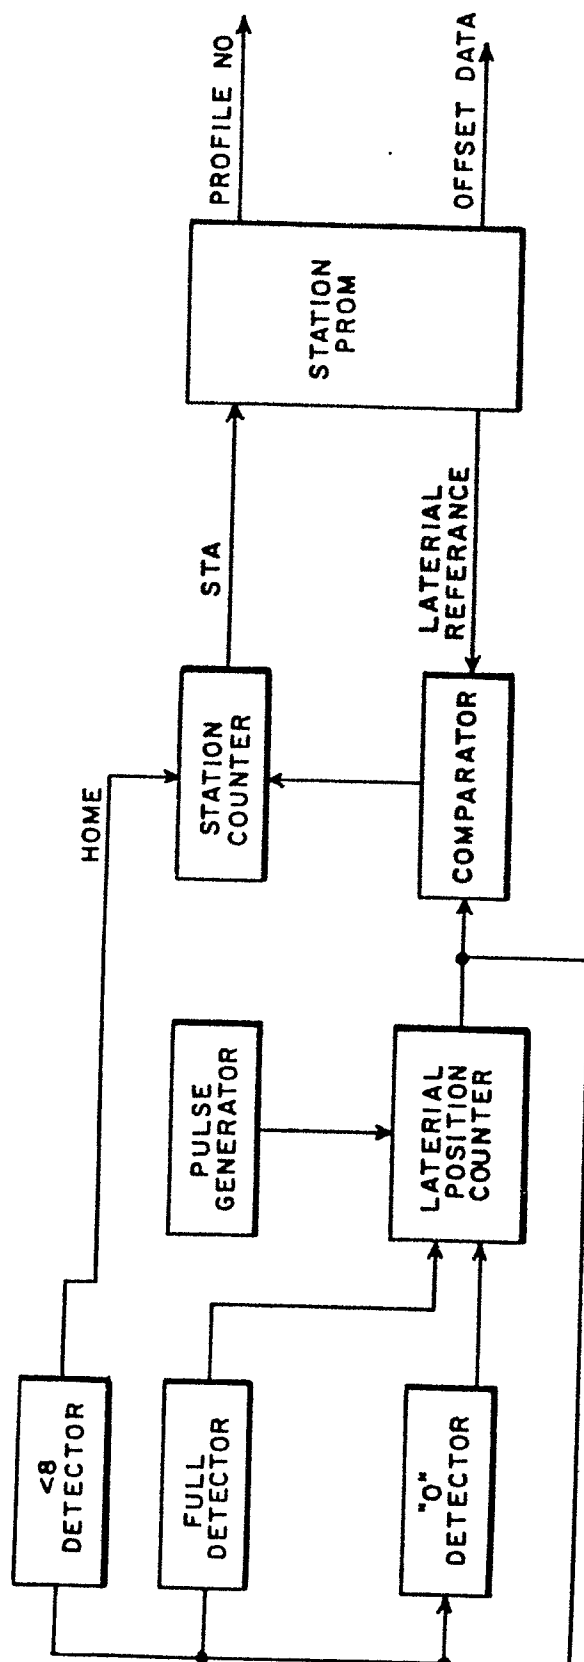 <8
DETECTOR
FULL
DETECTOR
"O"
DETECTOR
HOME
PULSE
GENERATOR
LATERIAL
POSITION
COUNTER
STATION
COUNTER
COMPARATOR
STA
LATERIAL
REFERANCE
STATION
PROM
PROFILE NO
OFFSET DATA